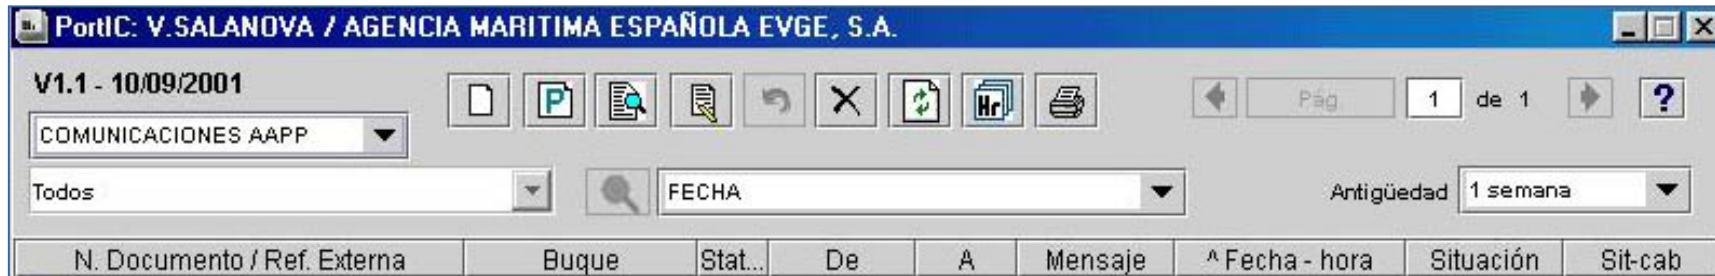 PortIC: V.SALANOVA / AGENCIA MARITIMA ESPAÑOLA EVGE, S.A.
V1.1 - 10/09/2001
P
Hr
Pág
1 de 1
?
COMUNICACIONES AAPP
Todos
FECHA
Antigüedad 1 semana
N. Documento / Ref. Externa Buque Stat... De A Mensaje ^ Fecha - hora Situación Sit-cab